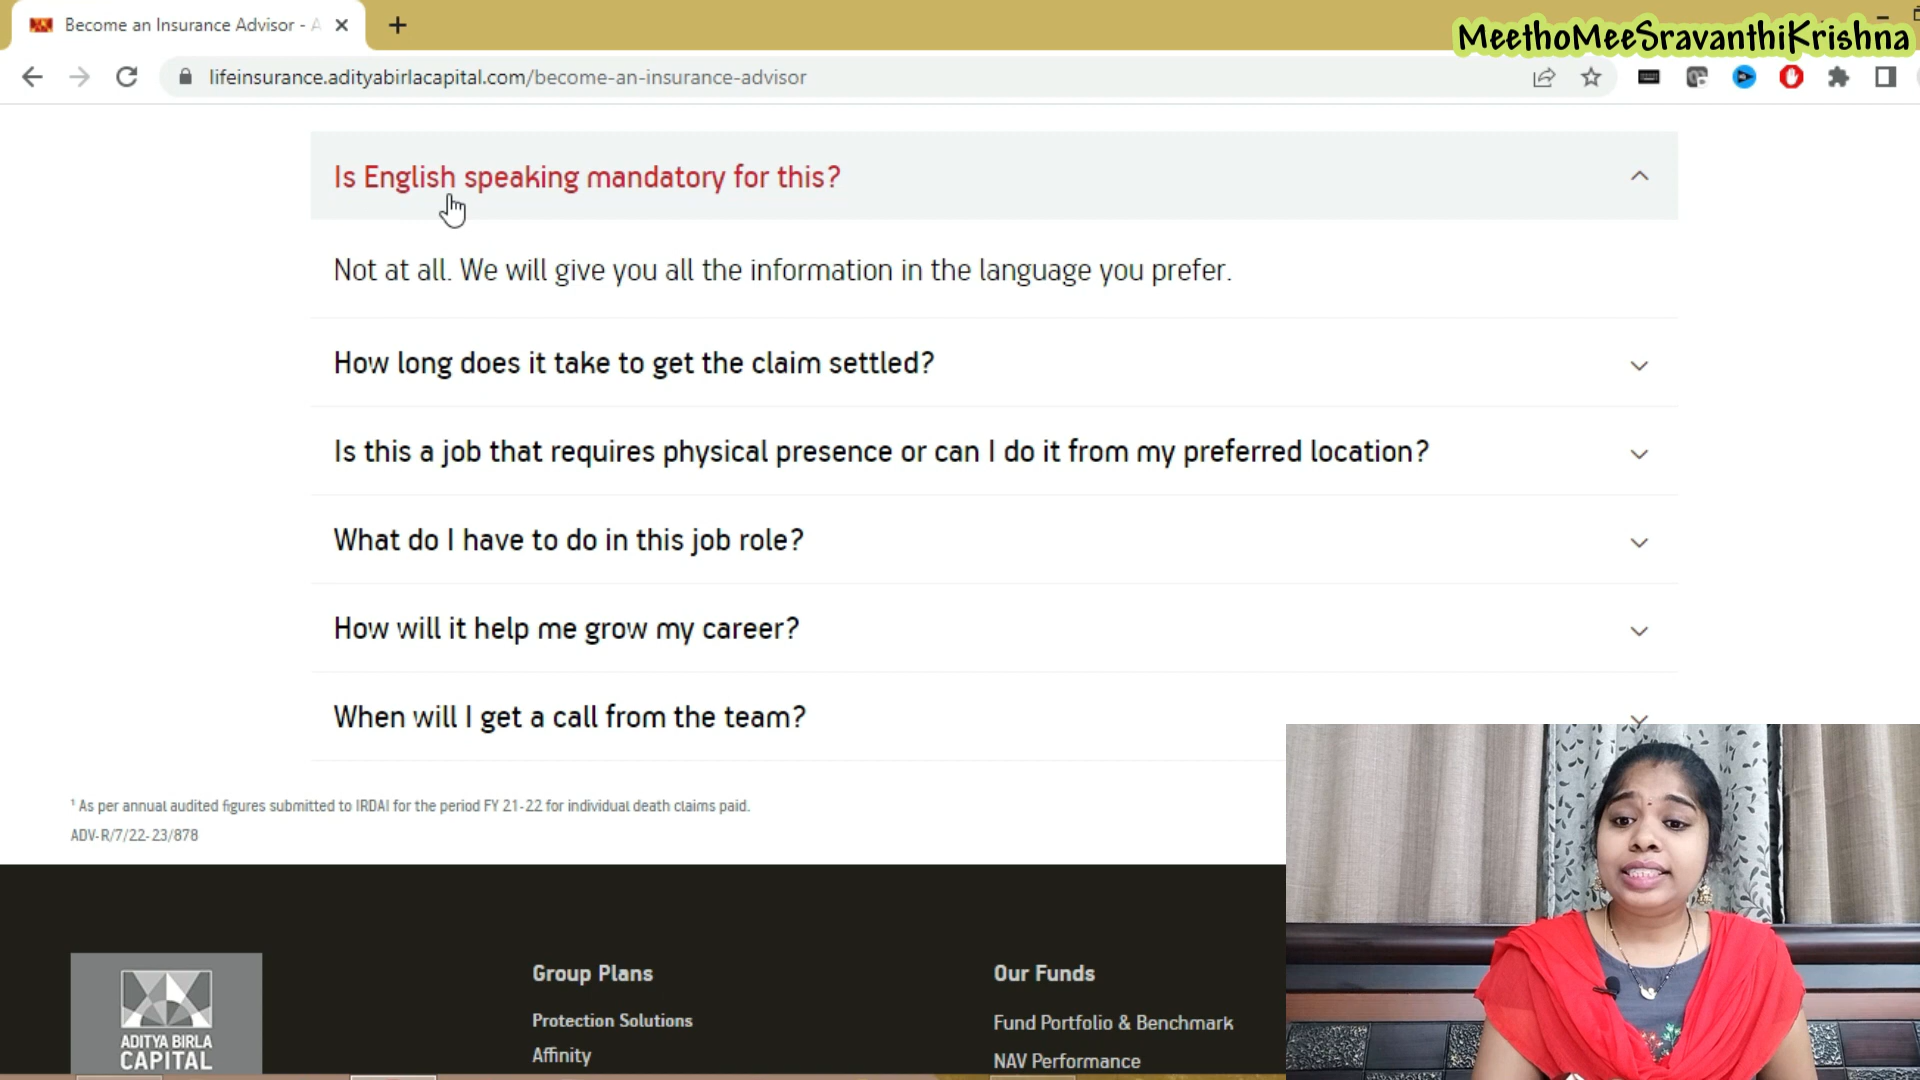 Become an Insurance Advisor - A
MeethoMeeSravanthiKrishna
lifeinsurance.adityabirlacapital.com/become-an-insurance-advisor
Is English speaking mandatory for this?
Not at all. We will give you all the information in the language you prefer.
How long does it take to get the claim settled?
Is this a job that requires physical presence or can I do it from my preferred location?
What do I have to do in this job role?
How will it help me grow my career?
When will I get a call from the team?
¹ As per annual audited figures submitted to IRDAI for the period FY 21-22 for individual death claims paid.
ADV-R/7/22-23/878
ADITYA BIRLA
CAPITAL
Group Plans
Protection Solutions
Affinity
Our Funds
Fund Portfolio & Benchmark
NAV Performance